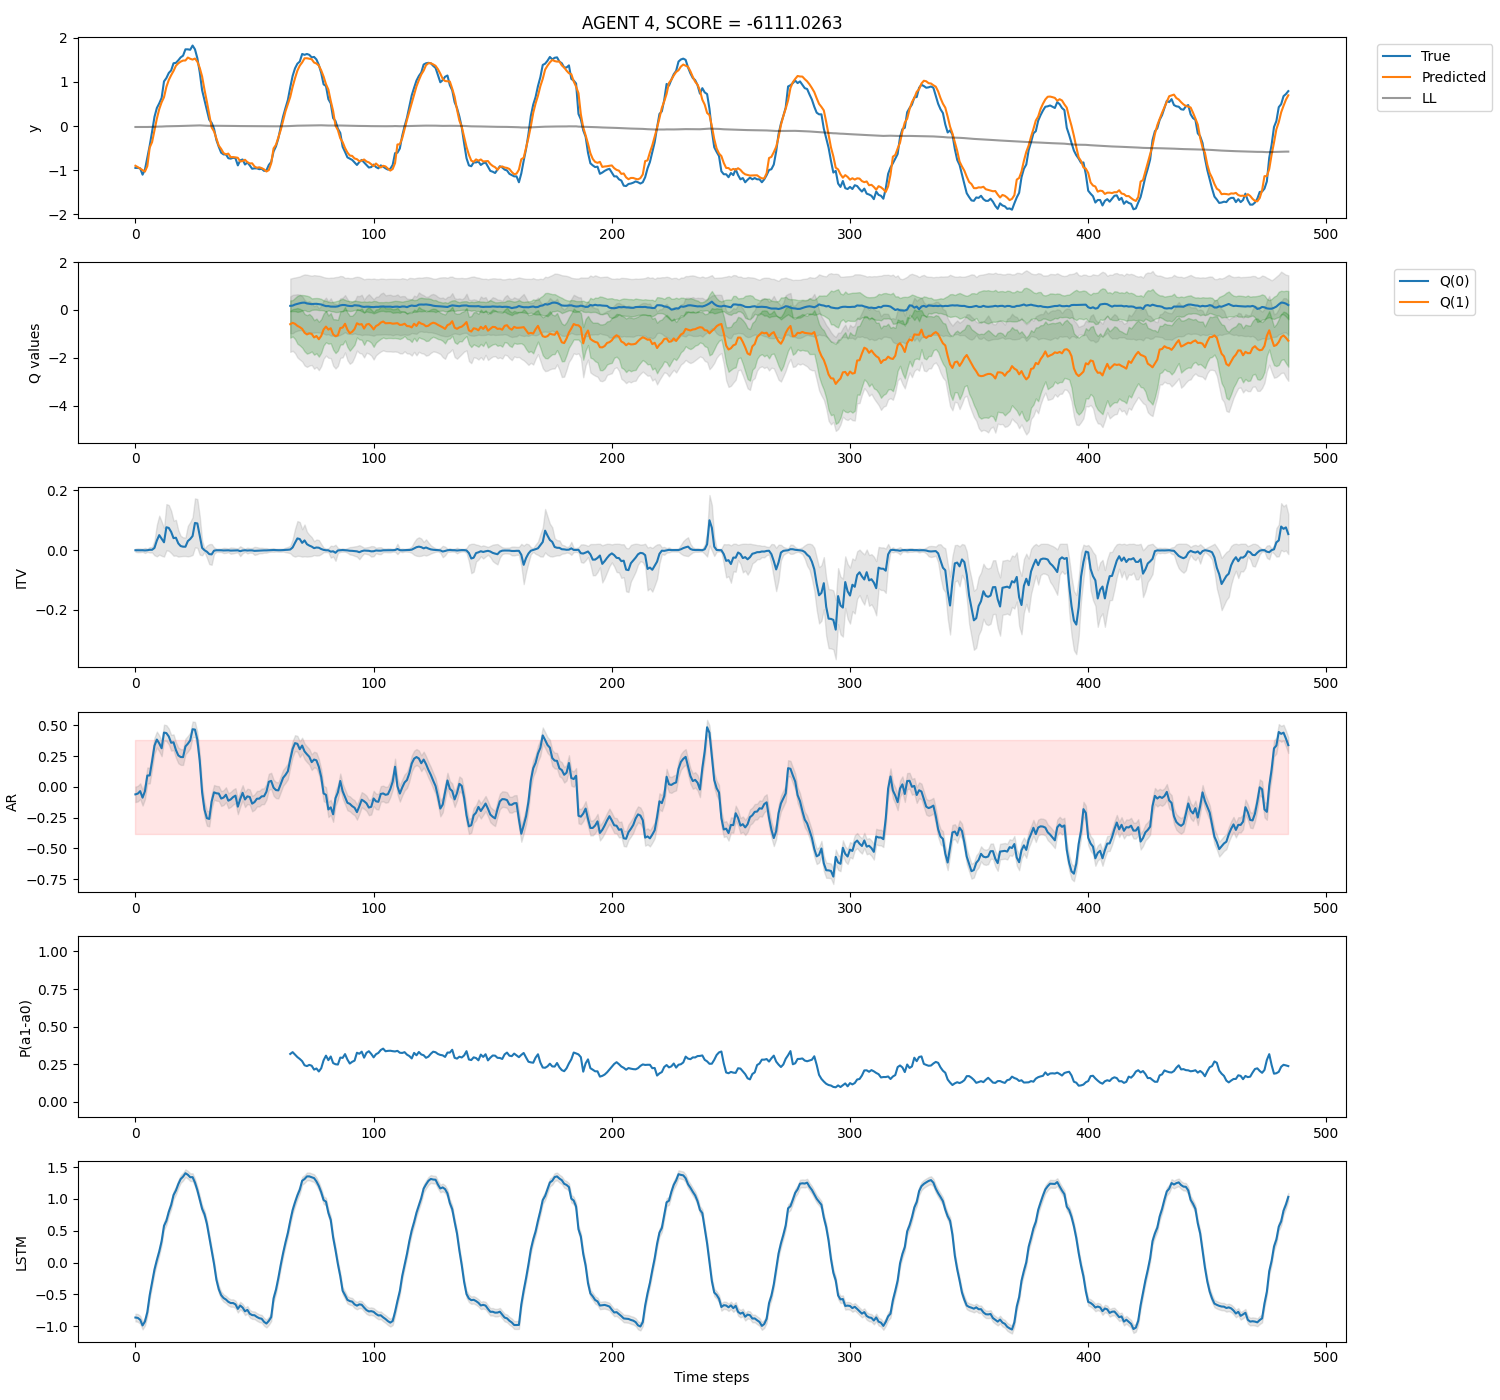 AGENT 4, SCORE = -6111.0263
y
2
1
0
−1
−2
0 100 200 300 400 500
True
Predicted
LL
Q values
2
0
−2
−4
0 100 200 300 400 500
Q(0)
Q(1)
ITV
0.2
0.0
−0.2
0 100 200 300 400 500
AR
0.50
0.25
0.00
−0.25
−0.50
−0.75
0 100 200 300 400 500
P(a1-a0)
1.00
0.75
0.50
0.25
0.00
0 100 200 300 400 500
LSTM
1.5
1.0
0.5
0.0
−0.5
−1.0
0 100 200 300 400 500
Time steps